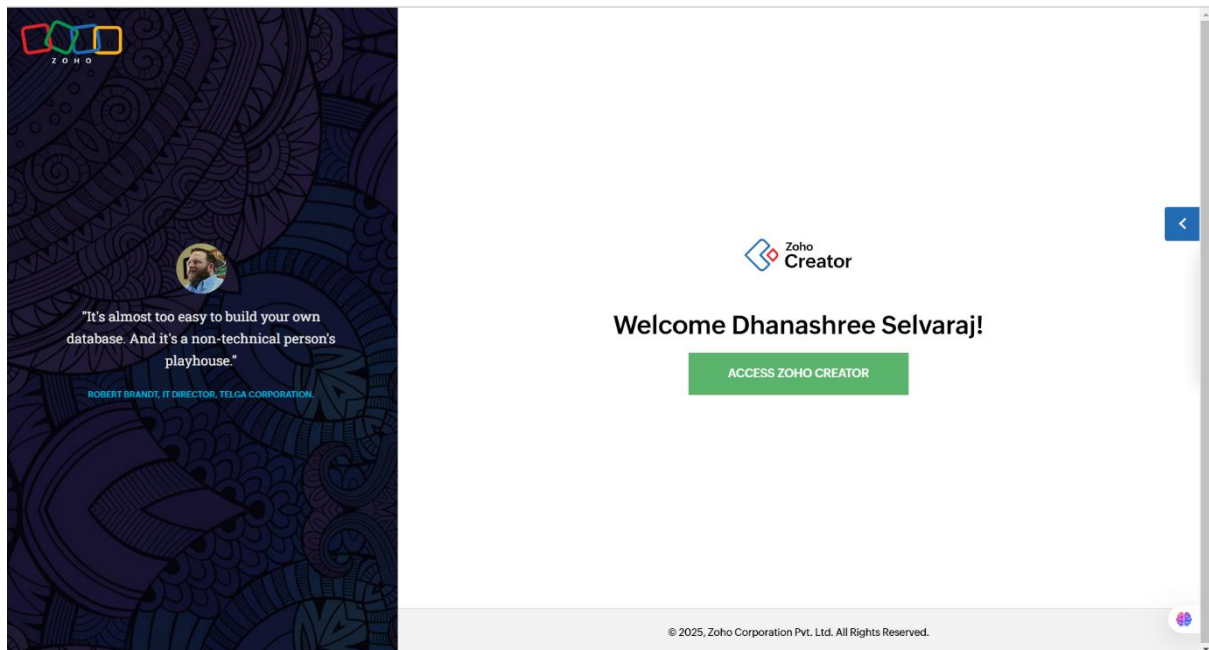 ZOHO
"It's almost too easy to build your own
database. And it's a non-technical person's
playhouse."
ROBERT BRANDT, IT DIRECTOR, TELGA CORPORATION.
Zoho
Creator
Welcome Dhanashree Selvaraj!
ACCESS ZOHO CREATOR
© 2025, Zoho Corporation Pvt. Ltd. All Rights Reserved.